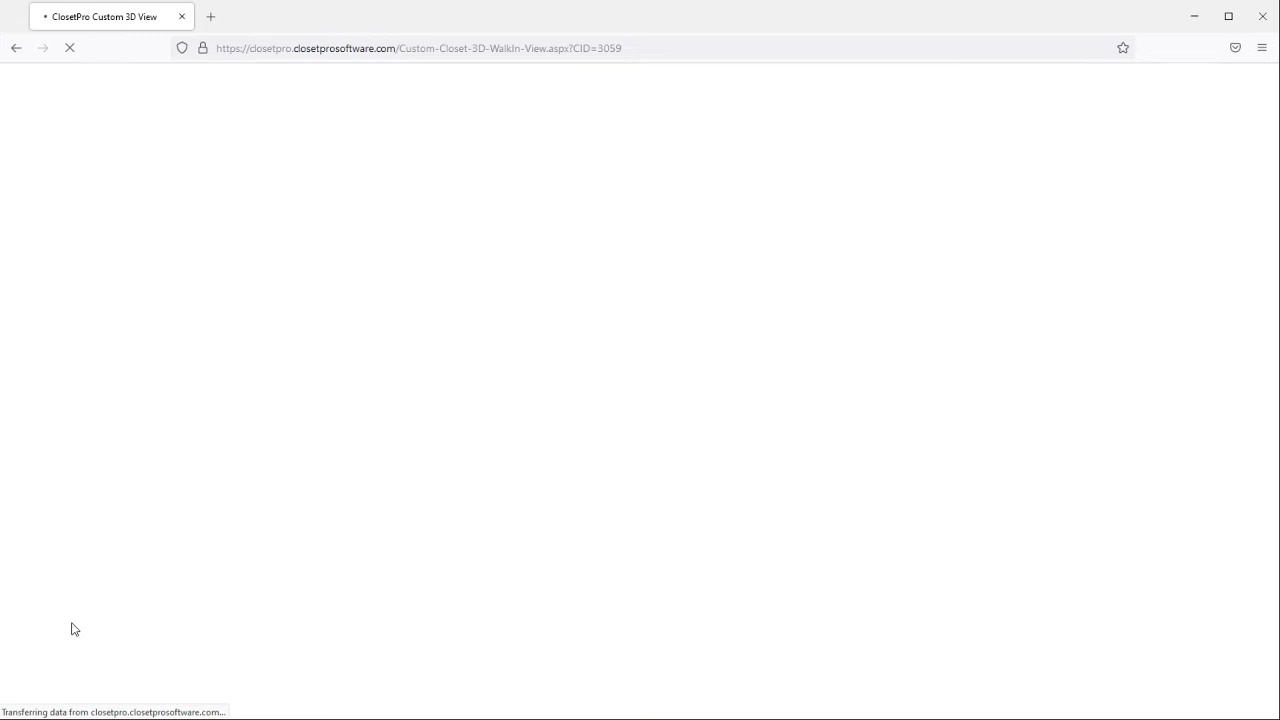 ClosetPro Custom 3D View
https://closetpro.closetprosoftware.com/Custom-Closet-3D-WalkIn-View.aspx?CID=3059
Transferring data from closetpro.closetprosoftware.com...